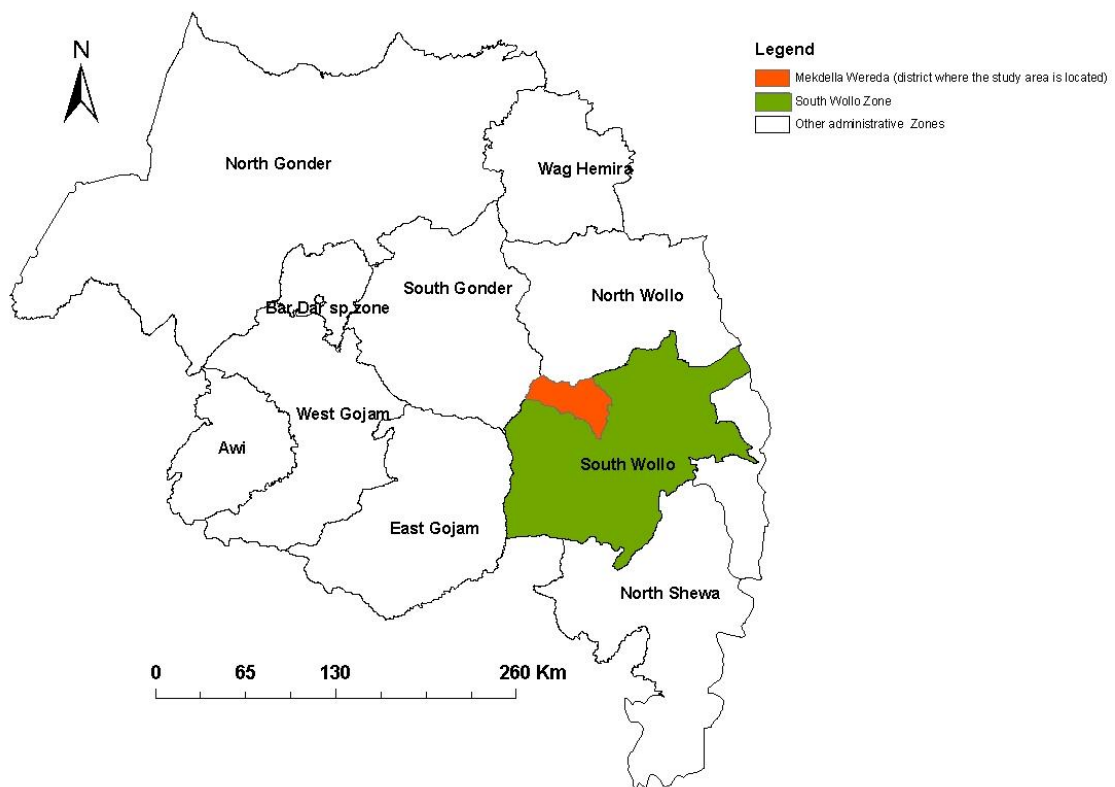 N
Legend
Mekdella Wereda (district where the study area is located)
South Wollo Zone
Other administrative Zones
North Gonder
Wag Hemira
South Gonder
North Wollo
Bar Dar sp zone
West Gojam
Awi
South Wollo
East Gojam
North Shewa
0 65 130 260 Km